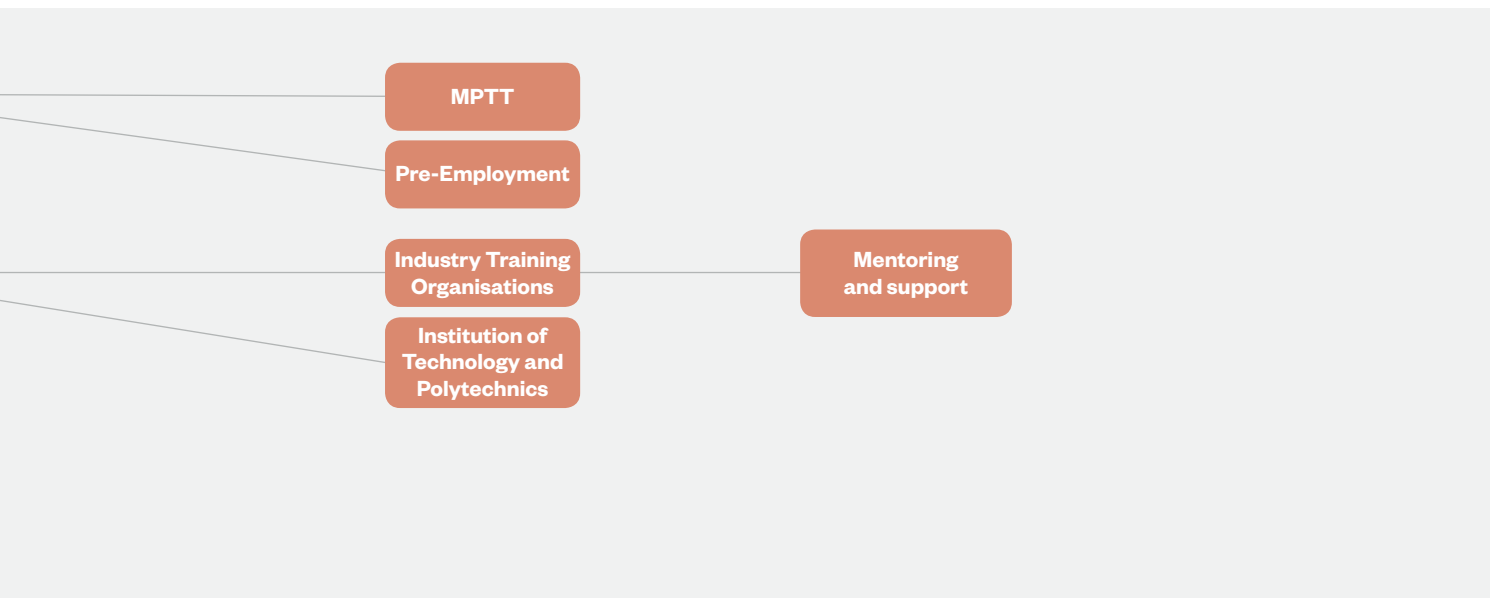 MPTT
Pre-Employment
Industry Training
Organisations
Institution of
Technology and
Polytechnics
Mentoring
and support